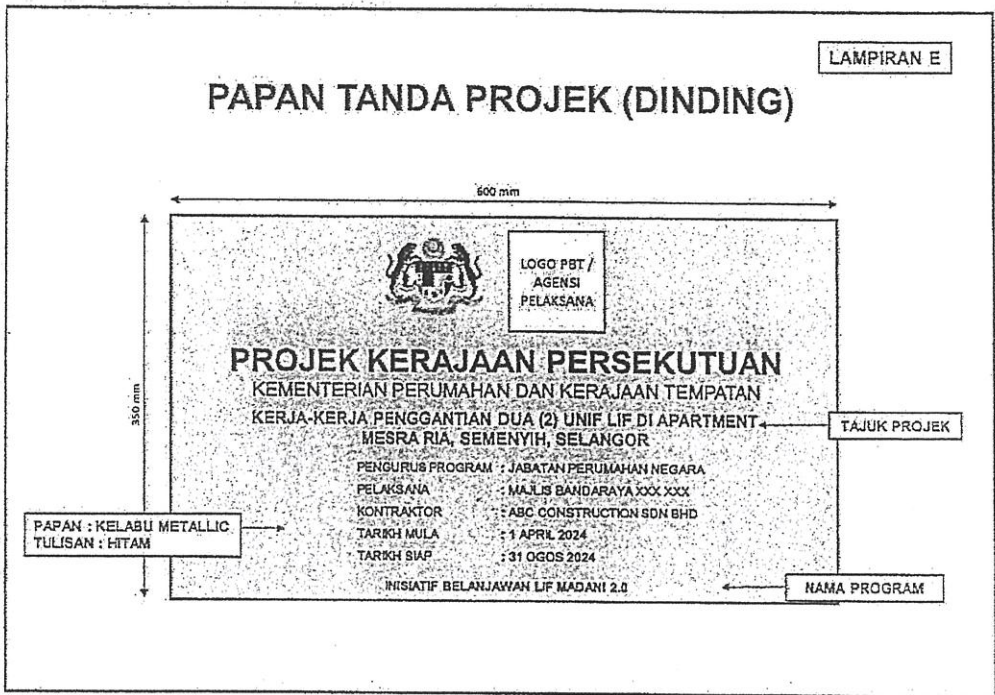 LAMPIRAN E
PAPAN TANDA PROJEK (DINDING)
600 mm
350 mm
LOGO PBT /
AGENSI
PELAKSANA
PROJEK KERAJAAN PERSEKUTUAN
KEMENTERIAN PERUMAHAN DAN KERAJAAN TEMPATAN
KERJA-KERJA PENGGANTIAN DUA (2) UNIF LIF DI APARTMENT
MESRA RIA, SEMENYIH, SELANGOR
TAJUK PROJEK
PENGURUS PROGRAM : JABATAN PERUMAHAN NEGARA
PELAKSANA : MAJLIS BANDARAYA XXX XXX
KONTRAKTOR : ABC CONSTRUCTION SDN BHD
TARIKH MULA : 1 APRIL 2024
TARIKH SIAP : 31 OGOS 2024
PAPAN : KELABU METALLIC
TULISAN : HITAM
INISIATIF BELANJAWAN LIF MADANI 2.0
NAMA PROGRAM